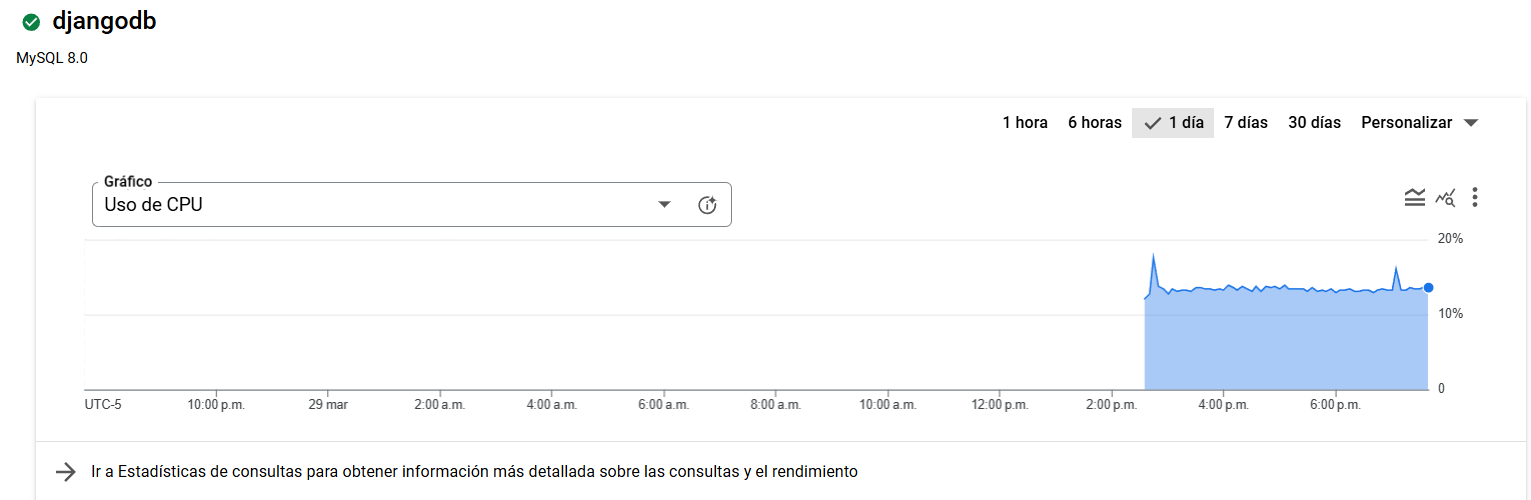 djangodb
MySQL 8.0
1 hora 6 horas 1 día 7 días 30 días Personalizar
Gráfico
Uso de CPU
20%
10%
0
UTC-5 10:00 p.m. 29 mar 2:00 a.m. 4:00 a.m. 6:00 a.m. 8:00 a.m. 10:00 a.m. 12:00 p.m. 2:00 p.m. 4:00 p.m. 6:00 p.m.
Ir a Estadísticas de consultas para obtener información más detallada sobre las consultas y el rendimiento